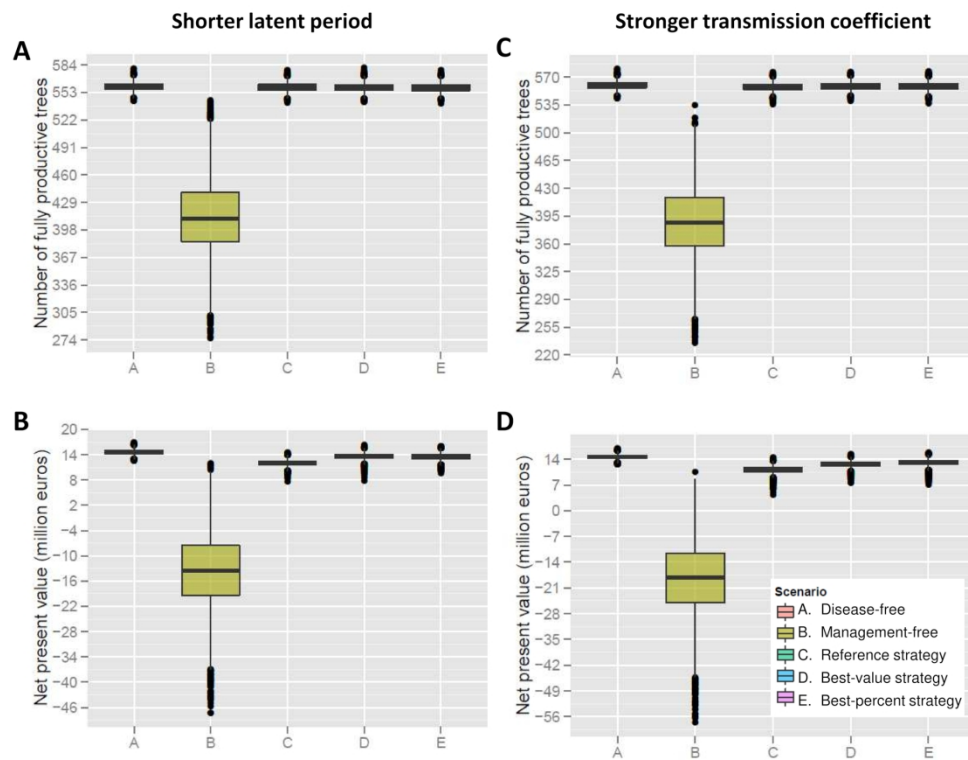 Shorter latent period
Stronger transmission coefficient
A
Number of fully productive trees
584
553
522
491
460
429
398
367
336
305
274
A B C D E
C
Number of fully productive trees
570
535
500
465
430
395
360
325
290
255
220
A B C D E
B
Net present value (million euros)
20
14
8
2
−4
−10
−16
−22
−28
−34
−40
−46
A B C D E
D
Net present value (million euros)
14
7
0
−7
−14
−21
−28
−35
−42
−49
−56
A B C D E
Scenario
A. Disease-free
B. Management-free
C. Reference strategy
D. Best-value strategy
E. Best-percent strategy